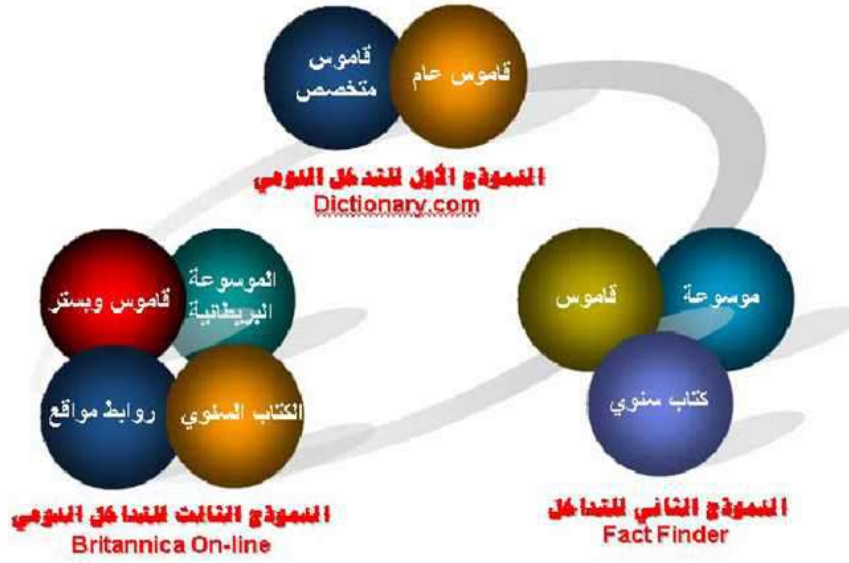 قاموس
متخصص
قاموس عام
النموذج الأول للتدخل النوعي
Dictionary.com
قاموس وبستر
الموسوعة
البريطانية
روابط مواقع
الكتاب السنوي
النموذج الثالث للتداخل النوعي
Britannica On-line
قاموس
موسوعة
كتاب سنوي
النموذج الثاني للتداخل
Fact Finder